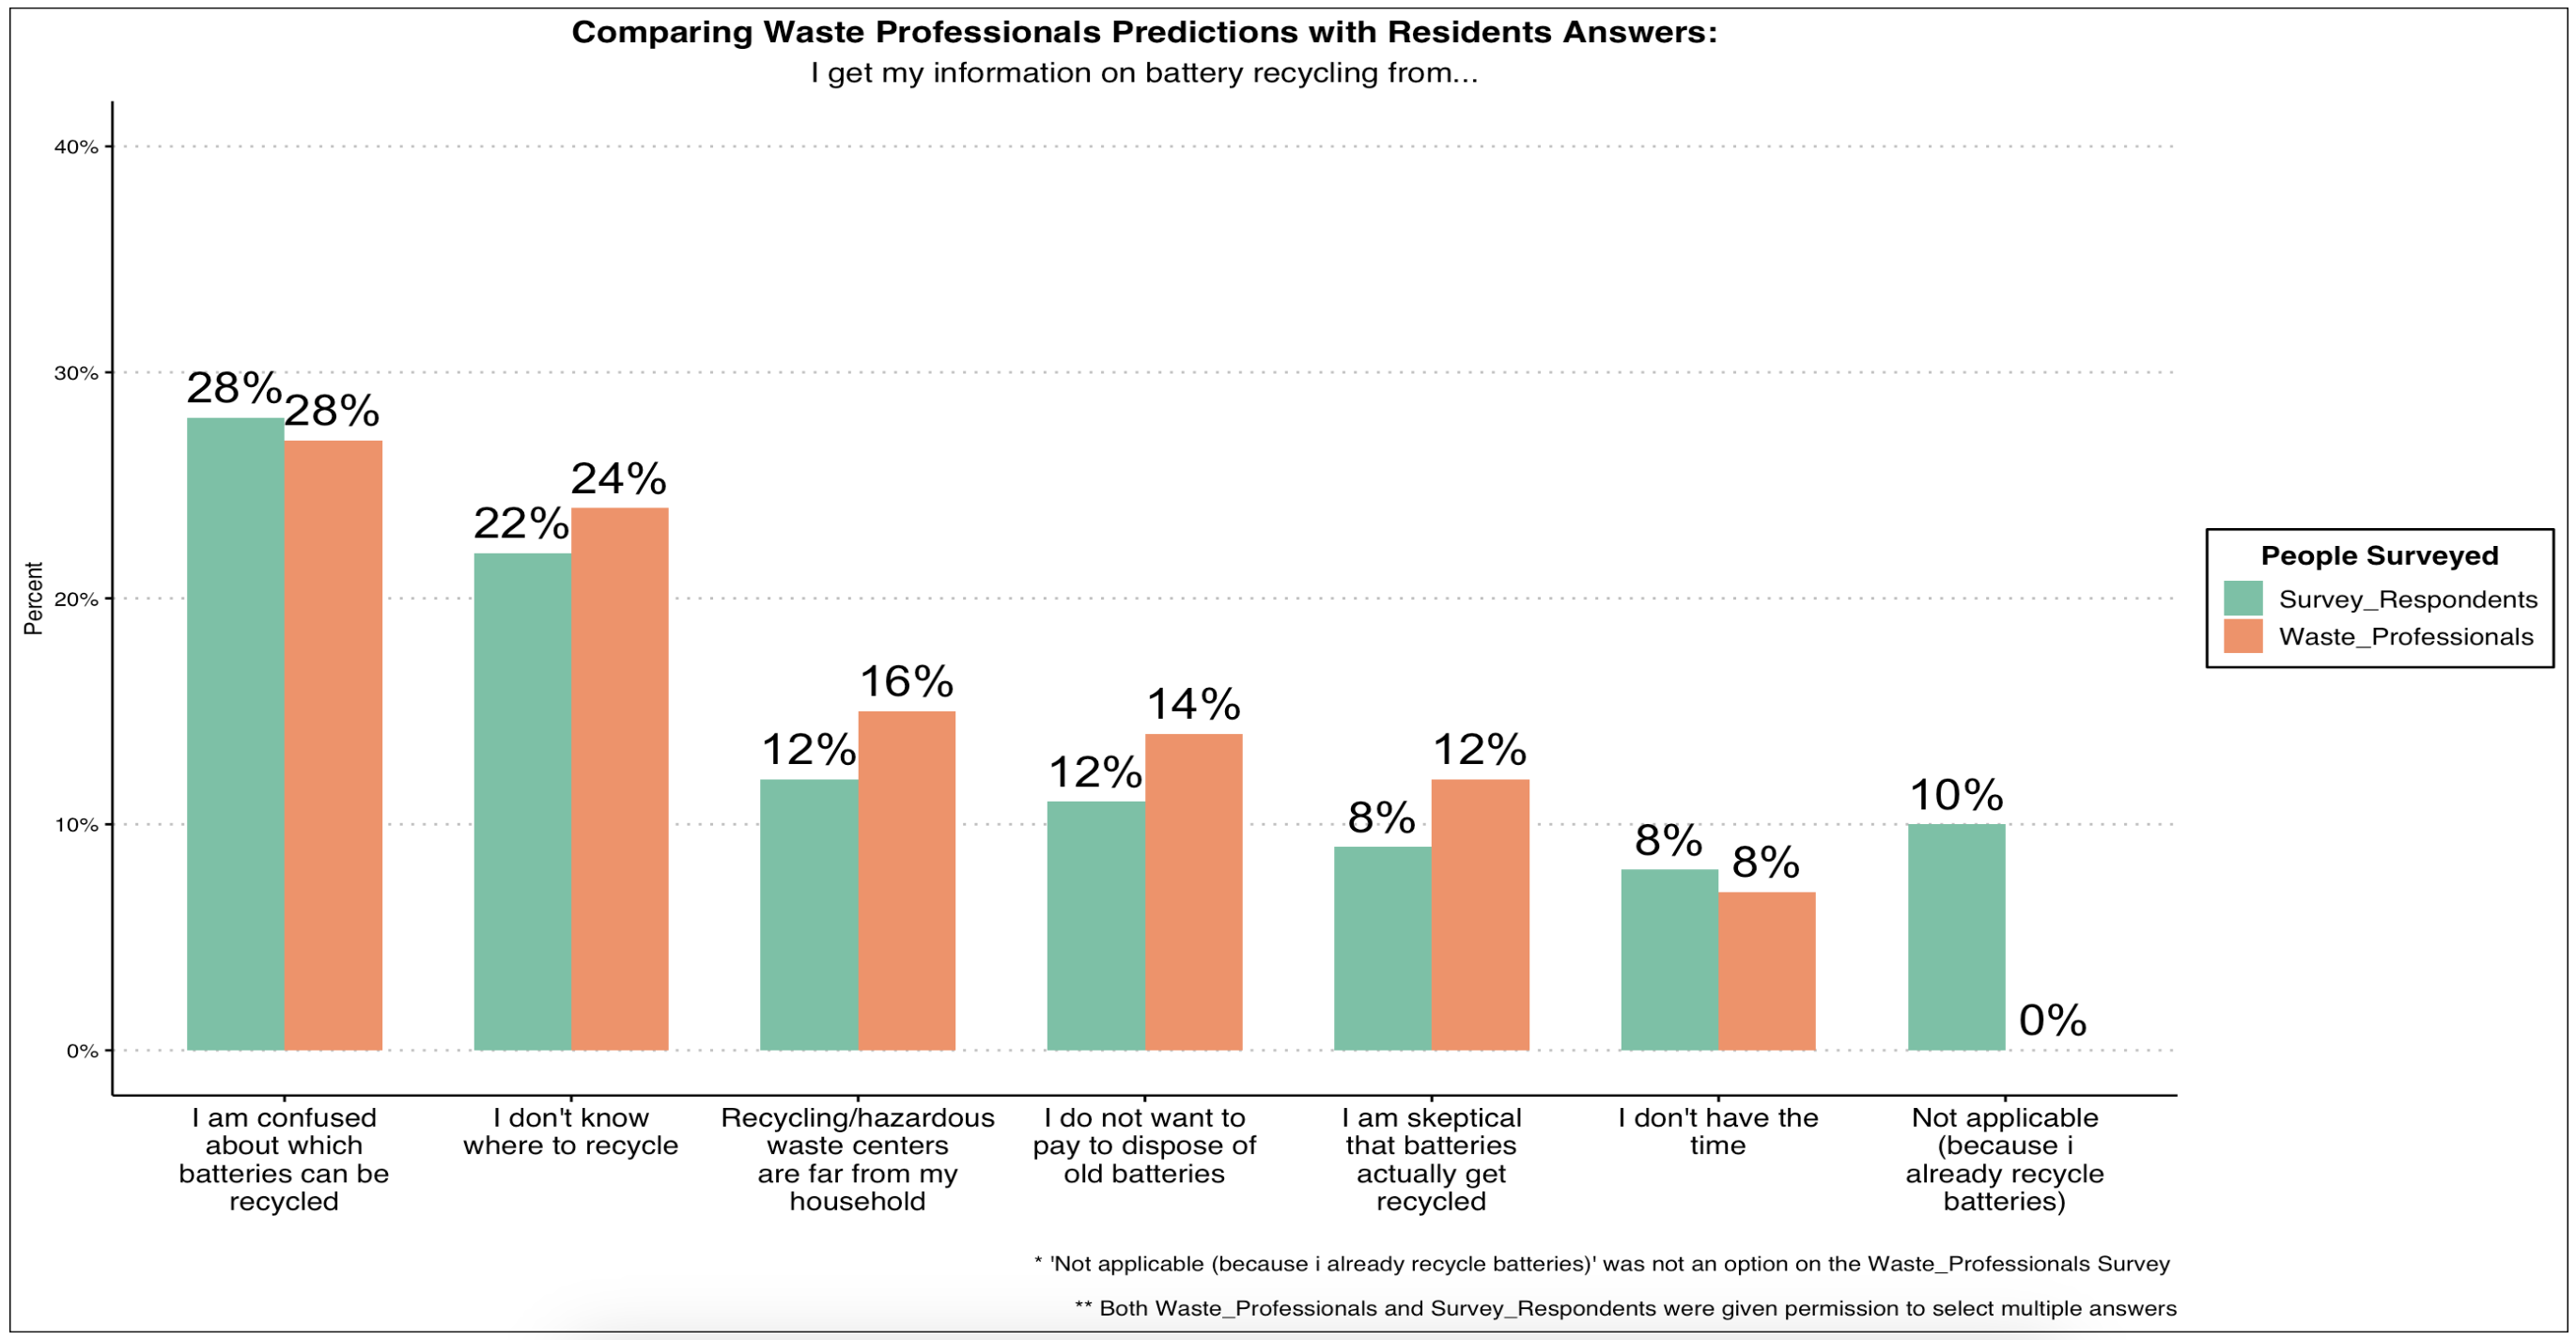 Comparing Waste Professionals Predictions with Residents Answers:
I get my information on battery recycling from...
Percent
40%
30%
20%
10%
0%
28%
28%
22%
24%
12%
16%
12%
14%
8%
12%
8%
8%
10%
0%
I am confused
about which
batteries can be
recycled
I don't know
where to recycle
Recycling/hazardous
waste centers
are far from my
household
I do not want to
pay to dispose of
old batteries
I am skeptical
that batteries
actually get
recycled
I don't have the
time
Not applicable
(because i
already recycle
batteries)
People Surveyed
Survey_Respondents
Waste_Professionals
* 'Not applicable (because i already recycle batteries)' was not an option on the Waste_Professionals Survey
** Both Waste_Professionals and Survey_Respondents were given permission to select multiple answers